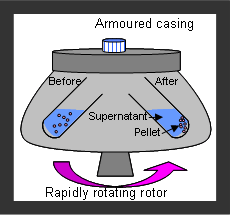 Armoured casing
Before
After
Supernatant
Pellet
Rapidly rotating rotor